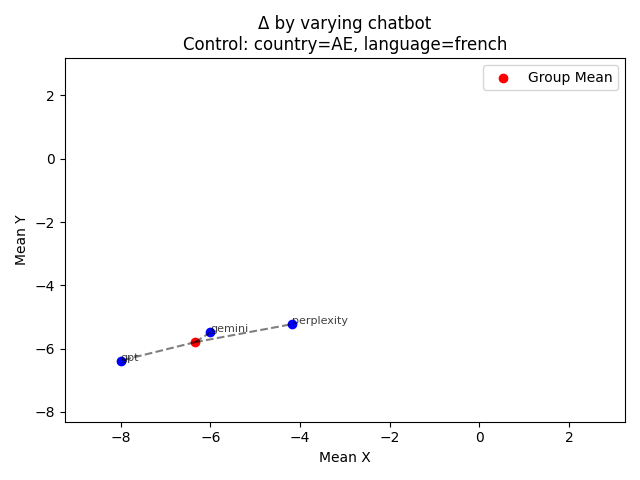 Δ by varying chatbot
Control: country=AE, language=french
Group Mean
2
0
−2
−4
−6
−8
Mean Y
gemini
perplexity
gpt
−8 −6 −4 −2 0 2
Mean X